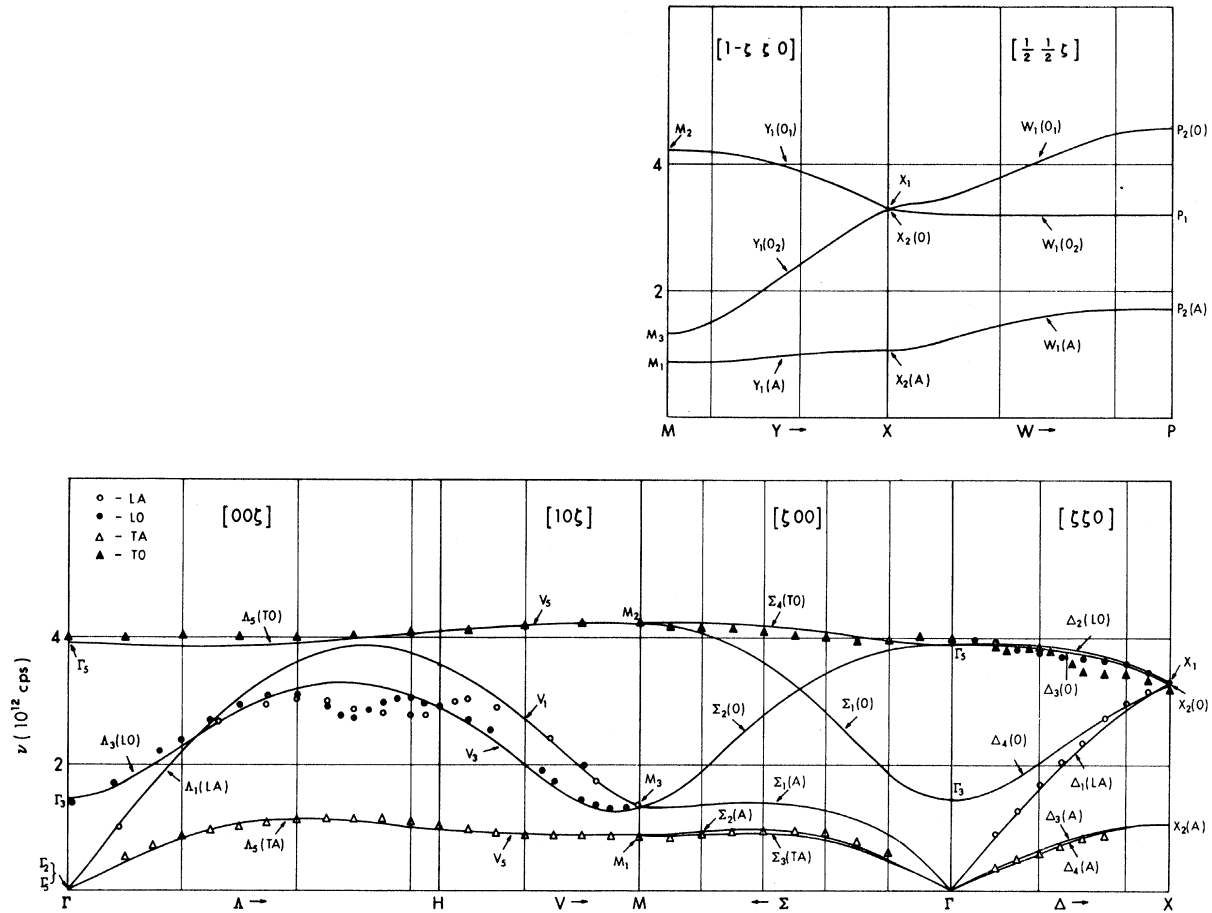 [1-ζ ζ 0]
[½ ½ ζ]
M₂
Y₁(O₁)
W₁(O₁)
P₂(O)
4
X₁
P₁
Y₁(O₂)
X₂(O)
W₁(O₂)
2
M₃
P₂(A)
W₁(A)
M₁
Y₁(A)
X₂(A)
M Y → X W → P
○ - LA
● - LO
△ - TA
▲ - TO
[00ζ]
[10ζ]
[ζ00]
[ζζ0]
ν (10¹² cps)
4
Λ₅(TO)
V₅
M₂
Σ₄(TO)
Δ₂(LO)
Γ₅
Γ₅
Δ₃(O)
X₁
X₂(O)
Λ₃(LO)
V₁
Σ₂(O)
Σ₁(O)
Δ₄(O)
2
Λ₁(LA)
V₃
M₃
Σ₁(A)
Γ₃
Δ₁(LA)
Γ₃
Σ₂(A)
Δ₃(A)
X₂(A)
Λ₅(TA)
V₅
M₁
Σ₃(TA)
Δ₄(A)
Γ₂
Γ₅
Γ Λ → H V → M ← Σ Γ Δ → X